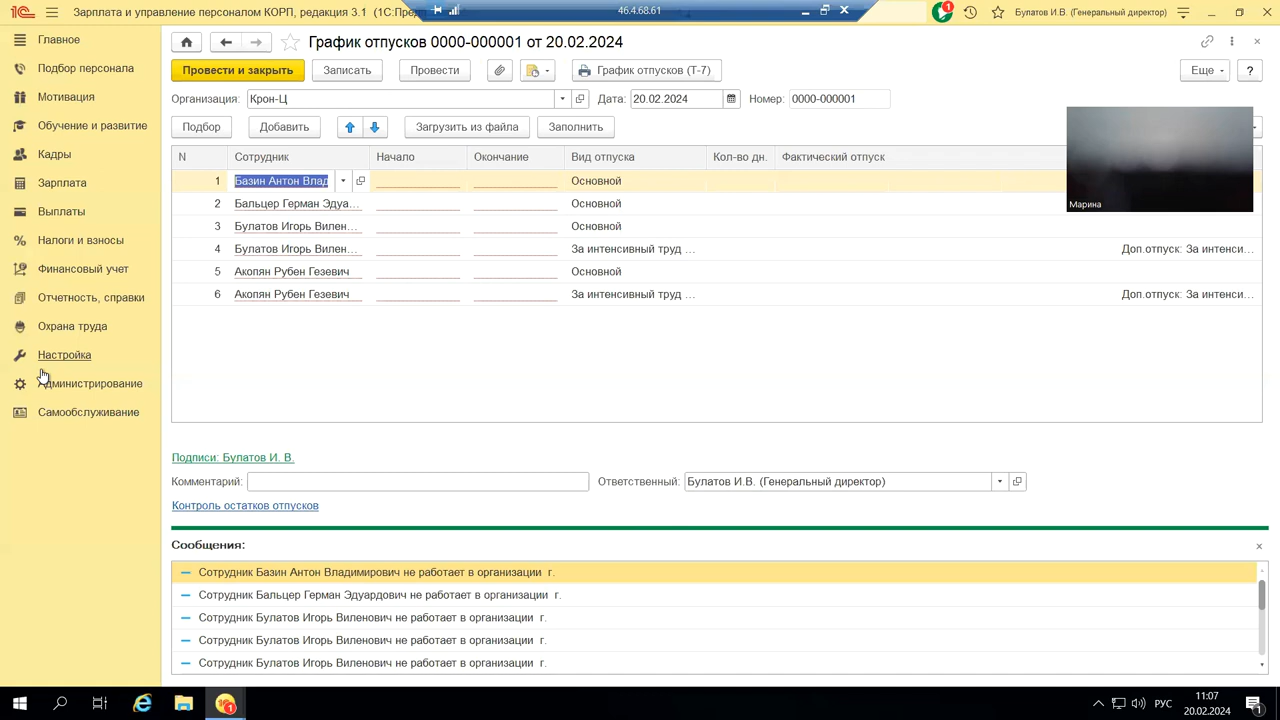 Зарплата и управление персоналом КОРП, редакция 3.1 (1С:Пре
46.4.68.61
1
Булатов И.В. (Генеральный директор)
Главное
Подбор персонала
Мотивация
Обучение и развитие
Кадры
Зарплата
Выплаты
Налоги и взносы
Финансовый учет
Отчетность, справки
Охрана труда
Настройка
Администрирование
Самообслуживание
График отпусков 0000-000001 от 20.02.2024
Провести и закрыть
Записать
Провести
График отпусков (Т-7)
Еще
?
Организация: Крон-Ц
Дата: 20.02.2024
Номер: 0000-000001
Подбор
Добавить
Загрузить из файла
Заполнить
N Сотрудник Начало Окончание Вид отпуска Кол-во дн. Фактический отпуск
1 Базин Антон Влад Основной
2 Бальцер Герман Эдуа... Основной
3 Булатов Игорь Вилен... Основной
4 Булатов Игорь Вилен... За интенсивный труд ... Доп.отпуск: За интенси...
5 Акопян Рубен Гезевич Основной
6 Акопян Рубен Гезевич За интенсивный труд ... Доп.отпуск: За интенси...
Марина
Подписи: Булатов И. В.
Комментарий:
Ответственный: Булатов И.В. (Генеральный директор)
Контроль остатков отпусков
Сообщения:
Сотрудник Базин Антон Владимирович не работает в организации г.
Сотрудник Бальцер Герман Эдуардович не работает в организации г.
Сотрудник Булатов Игорь Виленович не работает в организации г.
Сотрудник Булатов Игорь Виленович не работает в организации г.
Сотрудник Булатов Игорь Виленович не работает в организации г.
1
РУС
11:07
20.02.2024
1